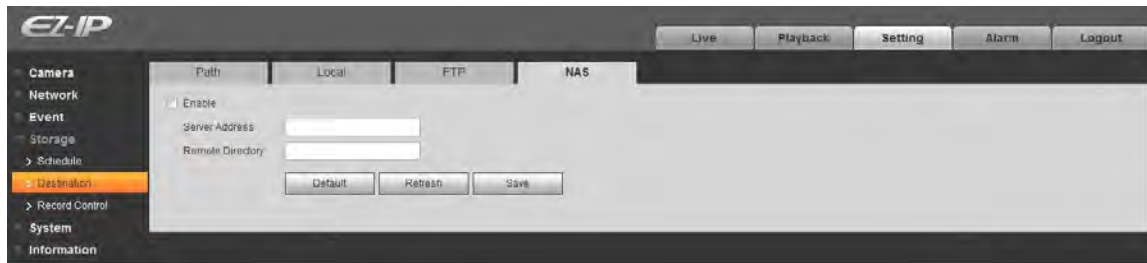 EZ-IP
Live Playback Setting Alarm Logout
Camera
Network
Event
Storage
Schedule
Destination
Record Control
System
Information
Path Local FTP NAS
Enable
Server Address
Remote Directory
Default Refresh Save